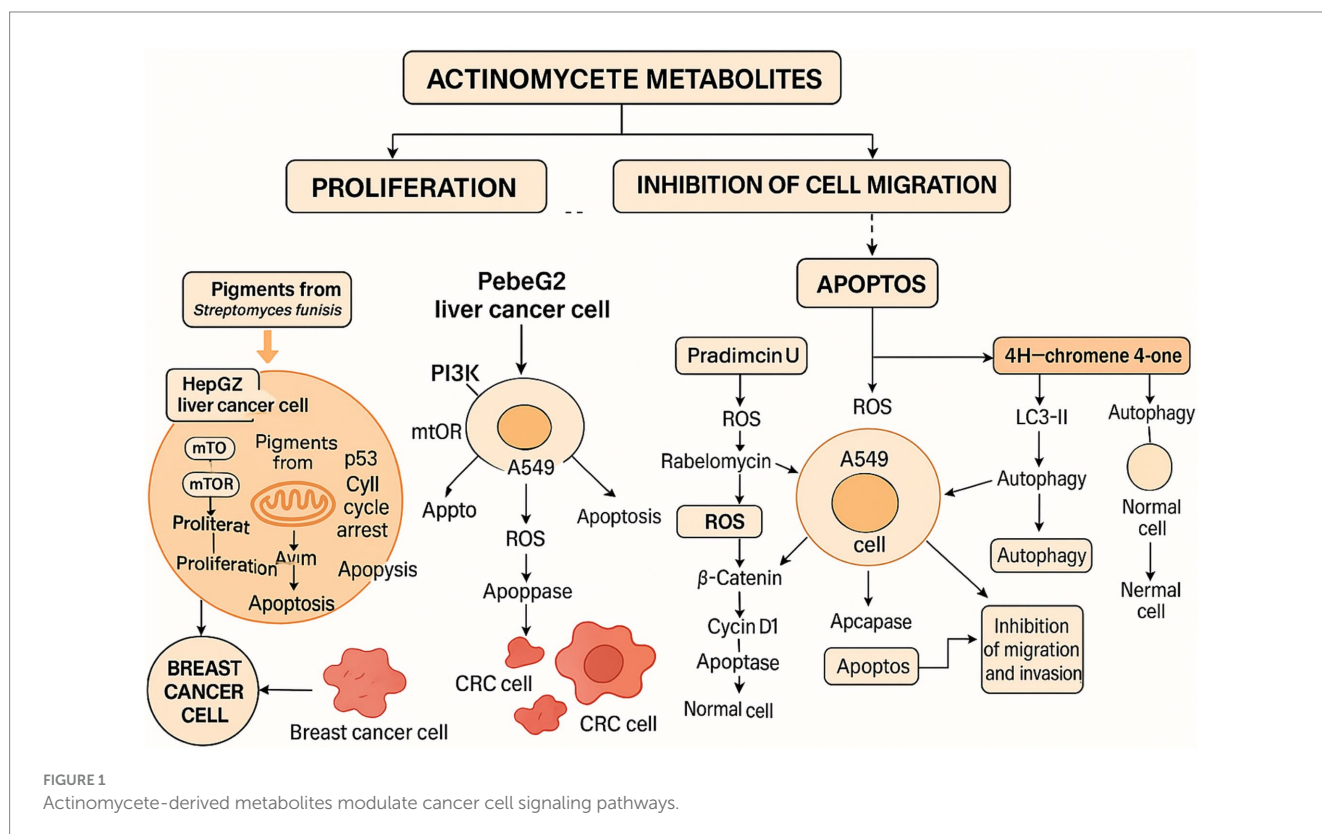 ACTINOMYCETE METABOLITES
PROLIFERATION
INHIBITION OF CELL MIGRATION
APOPTOS
Pigments from
Streptomyces funisis
HepGZ
liver cancer cell
mTO
mTOR
Proliferat
Proliferation
Pigments
from
Avım
Apoptosis
p53
Cyll
cycle
arrest
Apopysis
BREAST
CANCER
CELL
Breast cancer cell
PebeG2
liver cancer cell
PI3K
mtOR
A549
Appto
Apoptosis
ROS
Apoppase
CRC cell
CRC cell
Pradimcin U
ROS
Rabelomycin
ROS
β-Catenin
Cycin D1
Apoptase
Normal cell
ROS
A549
cell
Apcapase
Apoptos
4H–chromene 4-one
LC3-II
Autophagy
Autophagy
Inhibition
of migration
and invasion
Autophagy
Normal
cell
Nermal
cell
FIGURE 1
Actinomycete-derived metabolites modulate cancer cell signaling pathways.